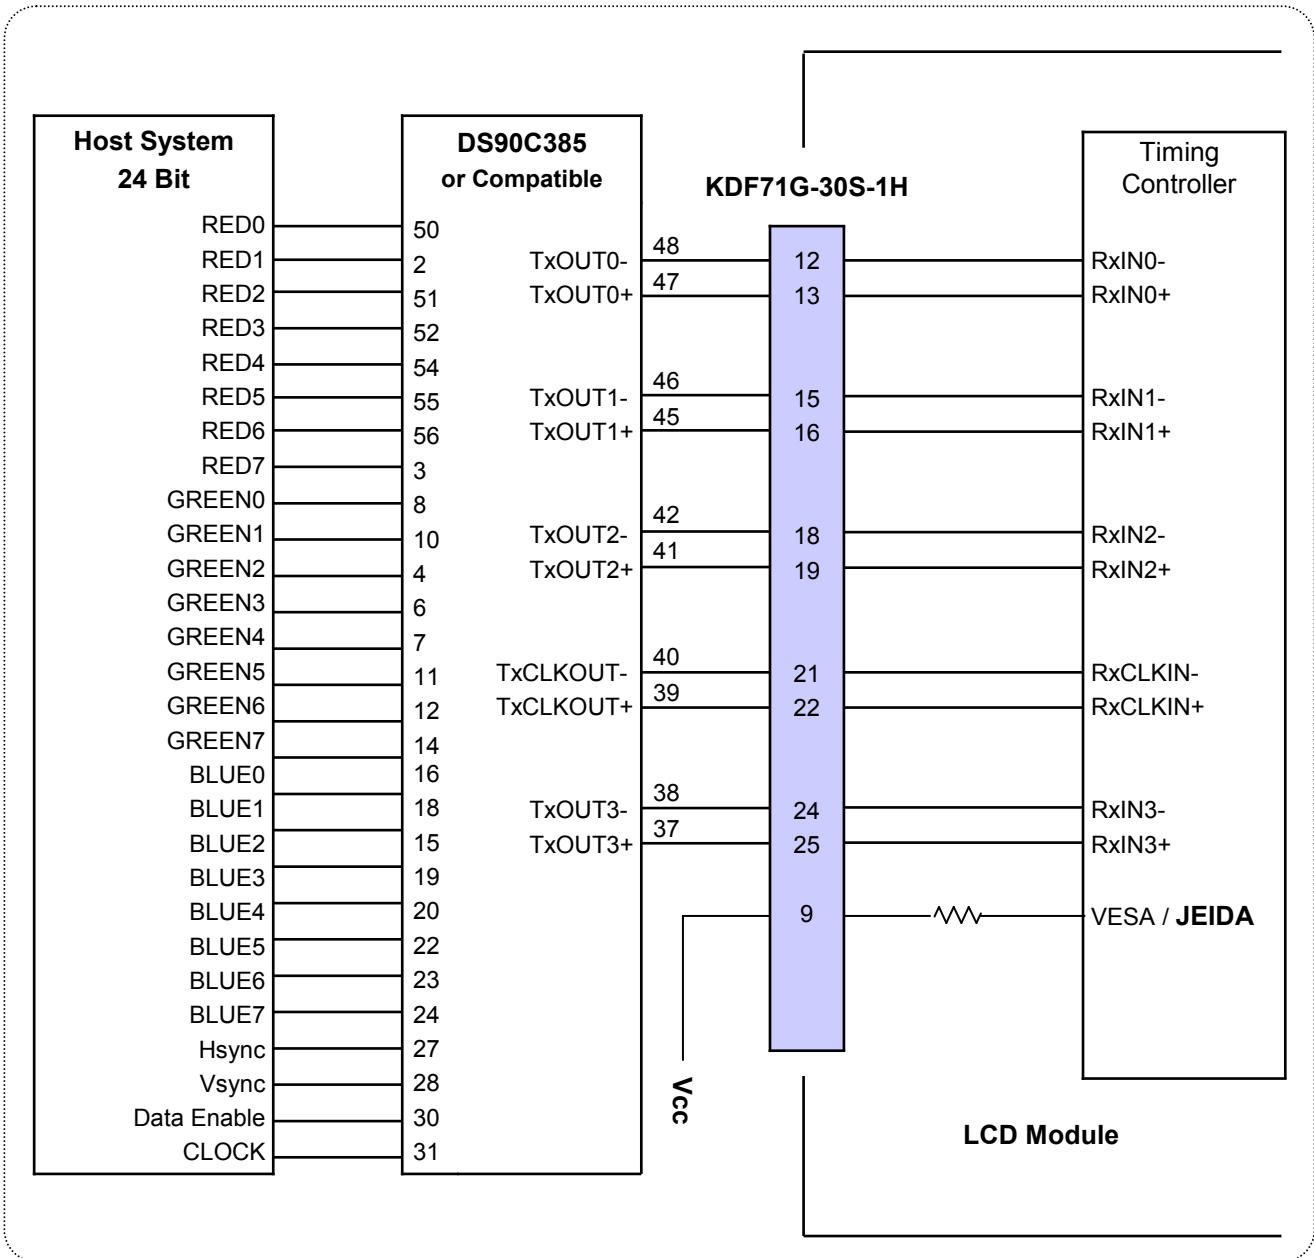 Host System
24 Bit
RED0
RED1
RED2
RED3
RED4
RED5
RED6
RED7
GREEN0
GREEN1
GREEN2
GREEN3
GREEN4
GREEN5
GREEN6
GREEN7
BLUE0
BLUE1
BLUE2
BLUE3
BLUE4
BLUE5
BLUE6
BLUE7
Hsync
Vsync
Data Enable
CLOCK
DS90C385
or Compatible
50
2
51
52
54
55
56
3
8
10
4
6
7
11
12
14
16
18
15
19
20
22
23
24
27
28
30
31
TxOUT0-
TxOUT0+
TxOUT1-
TxOUT1+
TxOUT2-
TxOUT2+
TxCLKOUT-
TxCLKOUT+
TxOUT3-
TxOUT3+
48
47
46
45
42
41
40
39
38
37
Vcc
KDF71G-30S-1H
12
13
15
16
18
19
21
22
24
25
9
Timing
Controller
RxIN0-
RxIN0+
RxIN1-
RxIN1+
RxIN2-
RxIN2+
RxCLKIN-
RxCLKIN+
RxIN3-
RxIN3+
VESA / JEIDA
LCD Module